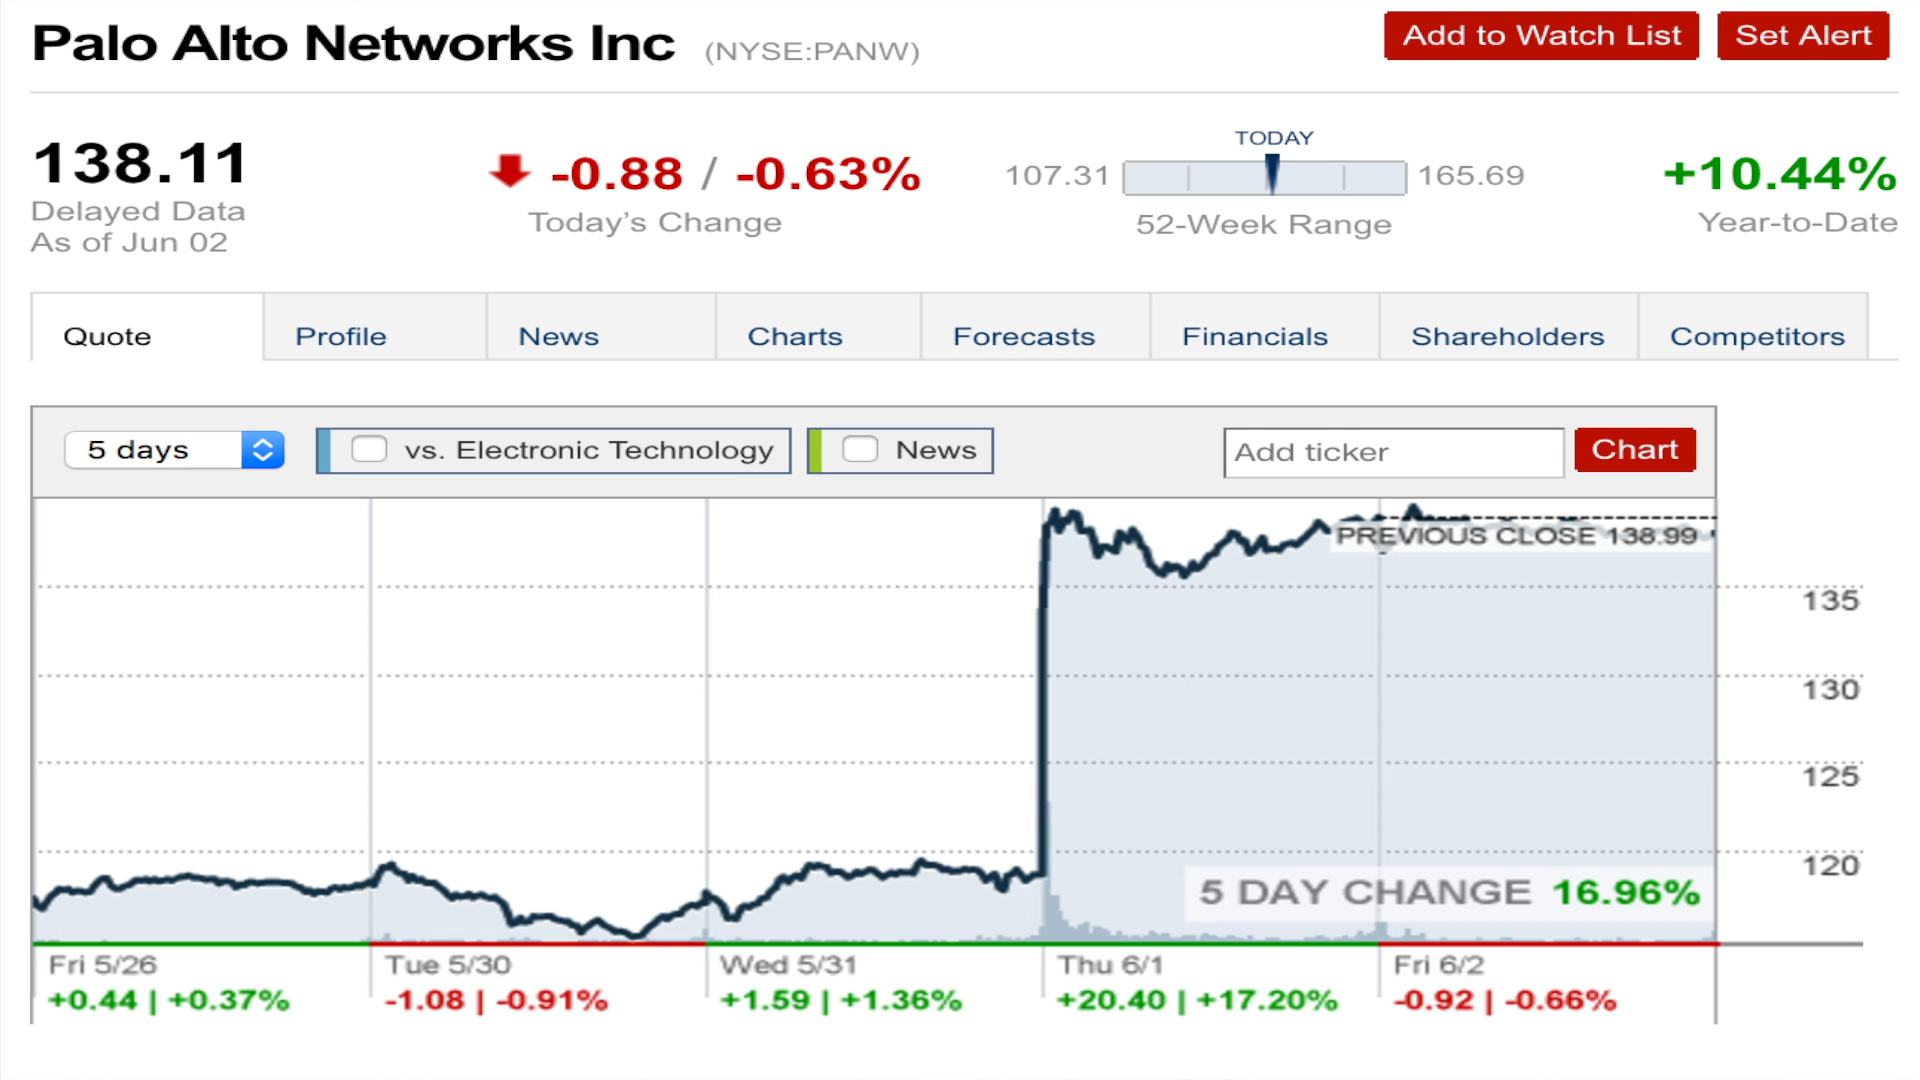 Palo Alto Networks Inc (NYSE:PANW)
Add to Watch List
Set Alert
138.11
Delayed Data
As of Jun 02
-0.88 / -0.63%
Today’s Change
TODAY
107.31
165.69
52-Week Range
+10.44%
Year-to-Date
Quote
Profile
News
Charts
Forecasts
Financials
Shareholders
Competitors
5 days
vs. Electronic Technology
News
Add ticker
Chart
PREVIOUS CLOSE 138.99
135
130
125
120
5 DAY CHANGE 16.96%
Fri 5/26
+0.44 | +0.37%
Tue 5/30
-1.08 | -0.91%
Wed 5/31
+1.59 | +1.36%
Thu 6/1
+20.40 | +17.20%
Fri 6/2
-0.92 | -0.66%